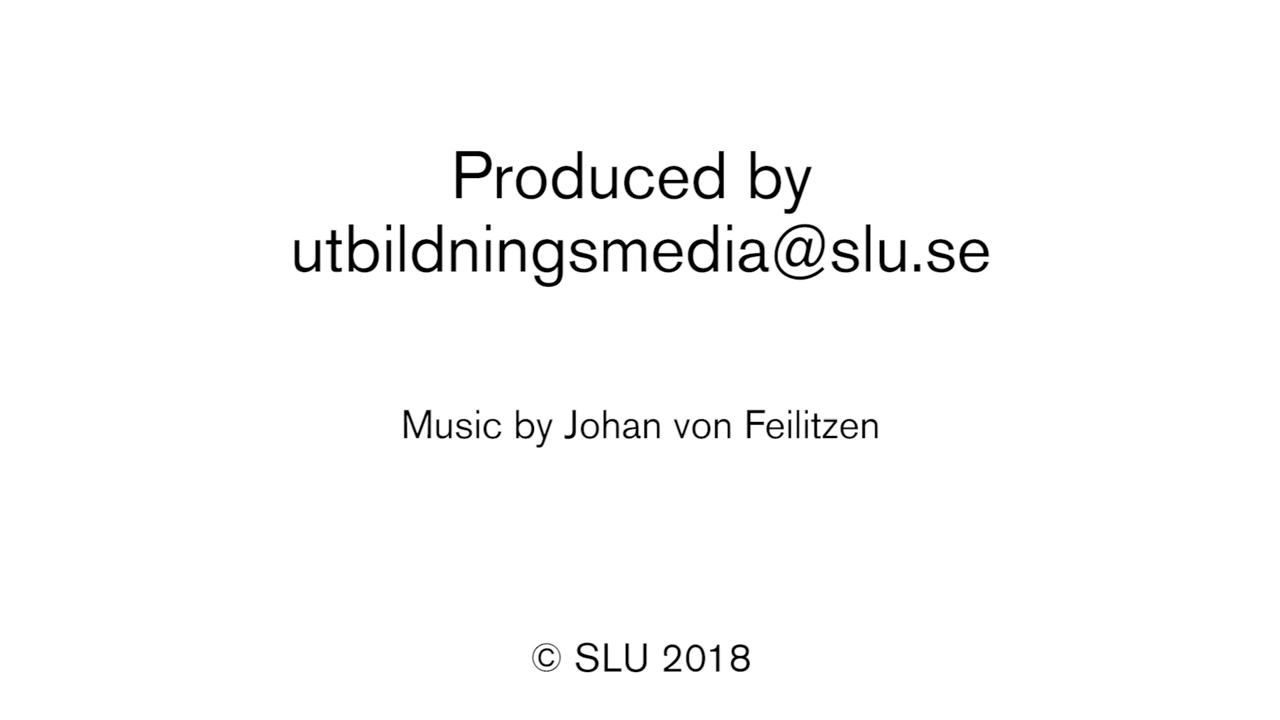 Produced by
utbildningsmedia@slu.se
Music by Johan von Feilitzen
© SLU 2018